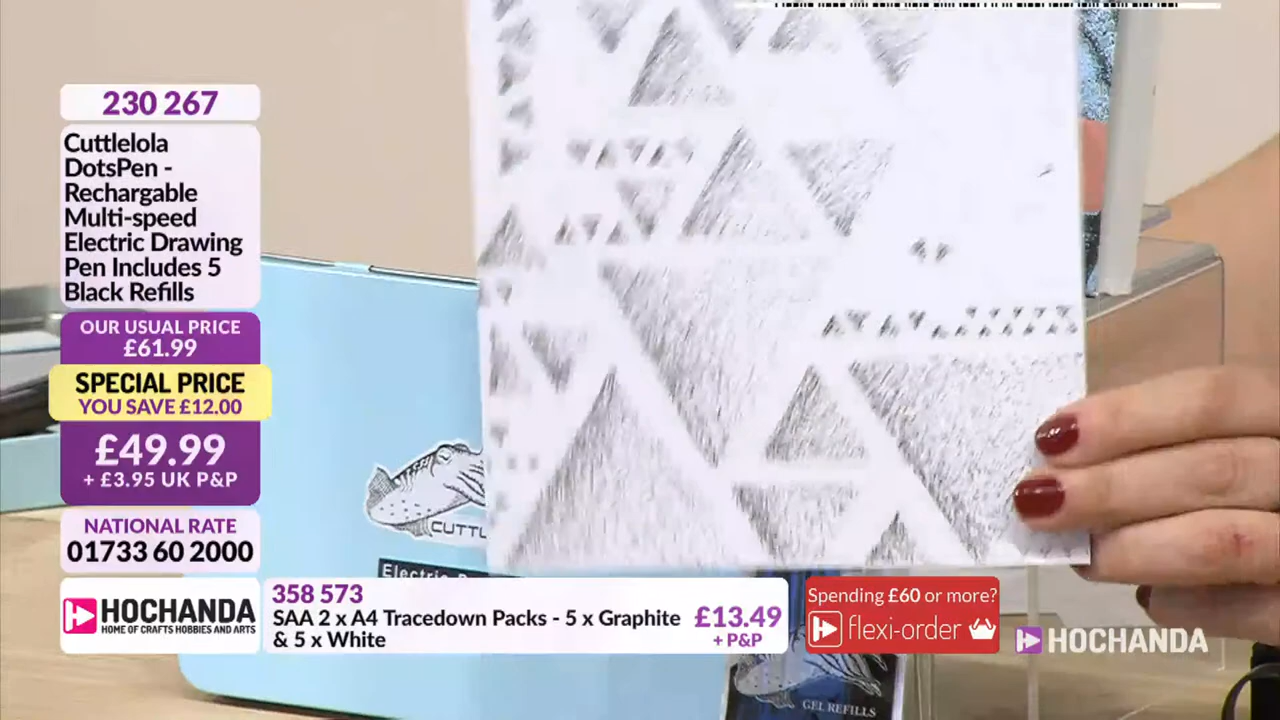 230 267
Cuttlelola
DotsPen -
Rechargable
Multi-speed
Electric Drawing
Pen Includes 5
Black Refills
OUR USUAL PRICE
£61.99
SPECIAL PRICE
YOU SAVE £12.00
£49.99
+ £3.95 UK P&P
NATIONAL RATE
01733 60 2000
HOCHANDA
HOME OF CRAFTS HOBBIES AND ARTS
358 573
SAA 2 x A4 Tracedown Packs - 5 x Graphite
& 5 x White
£13.49
+ P&P
Spending £60 or more?
flexi-order
HOCHANDA
CUTTL
Electric
GEL REFILLS